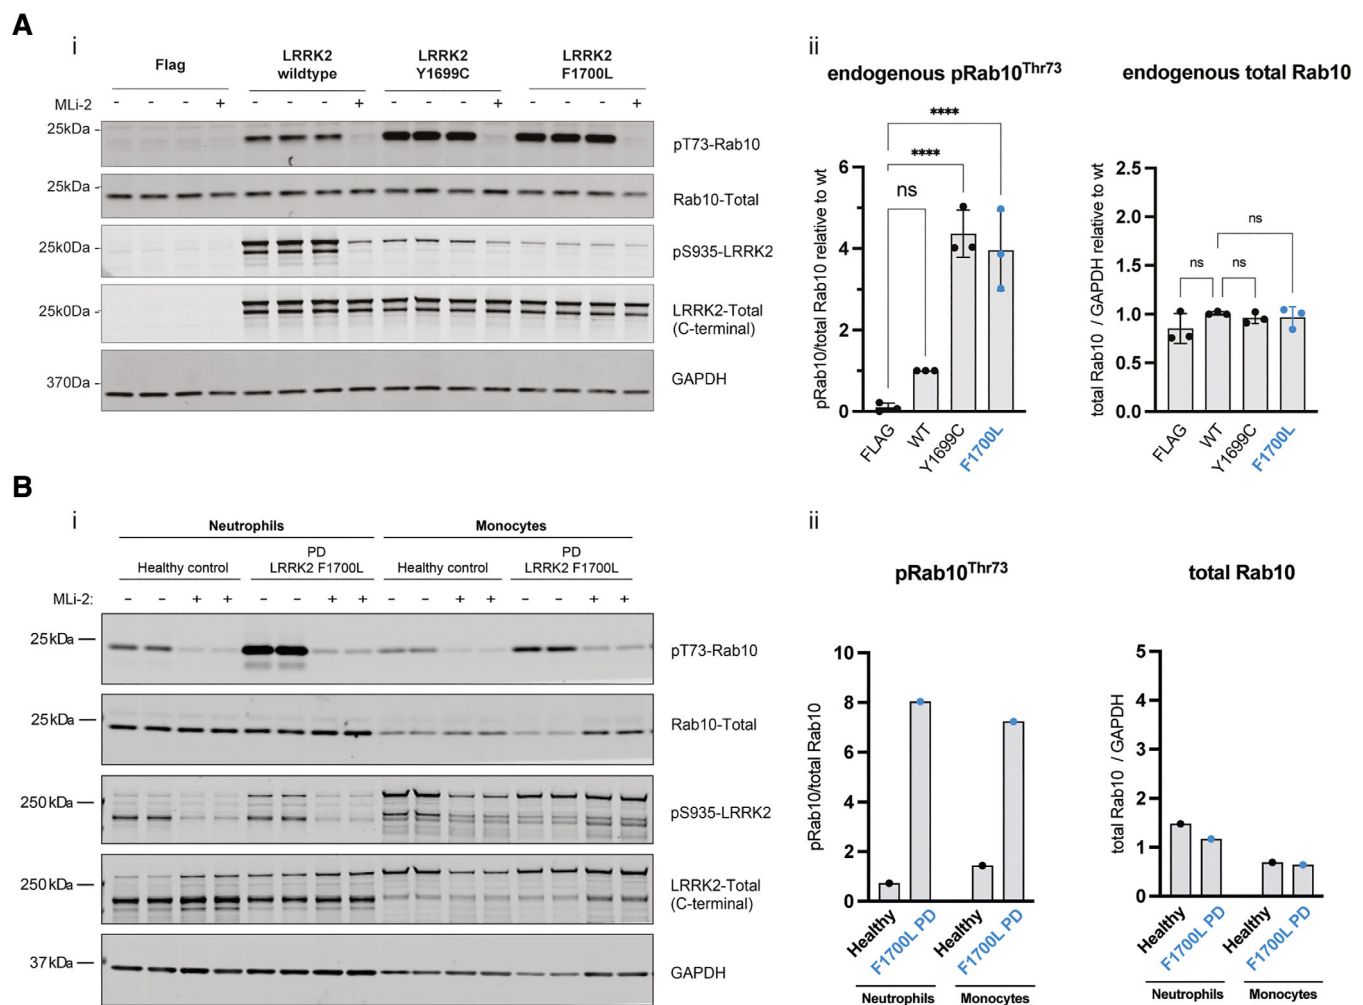 A
i
Flag
LRRK2
wildtype
LRRK2
Y1699C
LRRK2
F1700L
MLi-2 - - - + - - - + - - - + - - - +
25kDa
pT73-Rab10
25kDa
Rab10-Total
25k0Da
pS935-LRRK2
25k0Da
LRRK2-Total
(C-terminal)
370Da
GAPDH
ii
endogenous pRab10Thr73
pRab10/total Rab10 relative to wt
6
4
2
0
ns
****
****
FLAG
WT
Y1699C
F1700L
endogenous total Rab10
total Rab10 / GAPDH relative to wt
2.5
2.0
1.5
1.0
0.5
0.0
ns
ns
ns
FLAG
WT
Y1699C
F1700L
B
i
Neutrophils
Monocytes
Healthy control
PD
LRRK2 F1700L
Healthy control
PD
LRRK2 F1700L
MLi-2: - - + + - - + + - - + + - - + +
25kDa
pT73-Rab10
25kDa
Rab10-Total
250kDa
pS935-LRRK2
250kDa
LRRK2-Total
(C-terminal)
37kDa
GAPDH
ii
pRab10Thr73
pRab10/total Rab10
10
8
6
4
2
0
Healthy
F1700L PD
Healthy
F1700L PD
Neutrophils
Monocytes
total Rab10
total Rab10 / GAPDH
5
4
3
2
1
0
Healthy
F1700L PD
Healthy
F1700L PD
Neutrophils
Monocytes